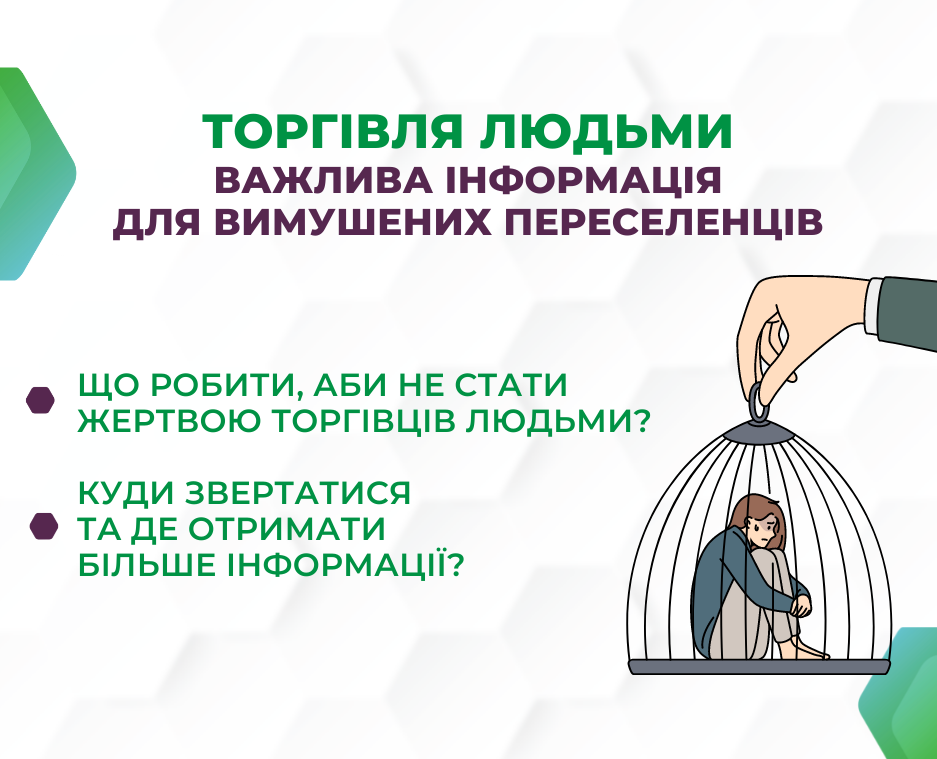 ТОРГІВЛЯ ЛЮДЬМИ
ВАЖЛИВА ІНФОРМАЦІЯ
ДЛЯ ВИМУШЕНИХ ПЕРЕСЕЛЕНЦІВ
ЩО РОБИТИ, АБИ НЕ СТАТИ
ЖЕРТВОЮ ТОРГІВЦІВ ЛЮДЬМИ?
КУДИ ЗВЕРТАТИСЯ
ТА ДЕ ОТРИМАТИ
БІЛЬШЕ ІНФОРМАЦІЇ?